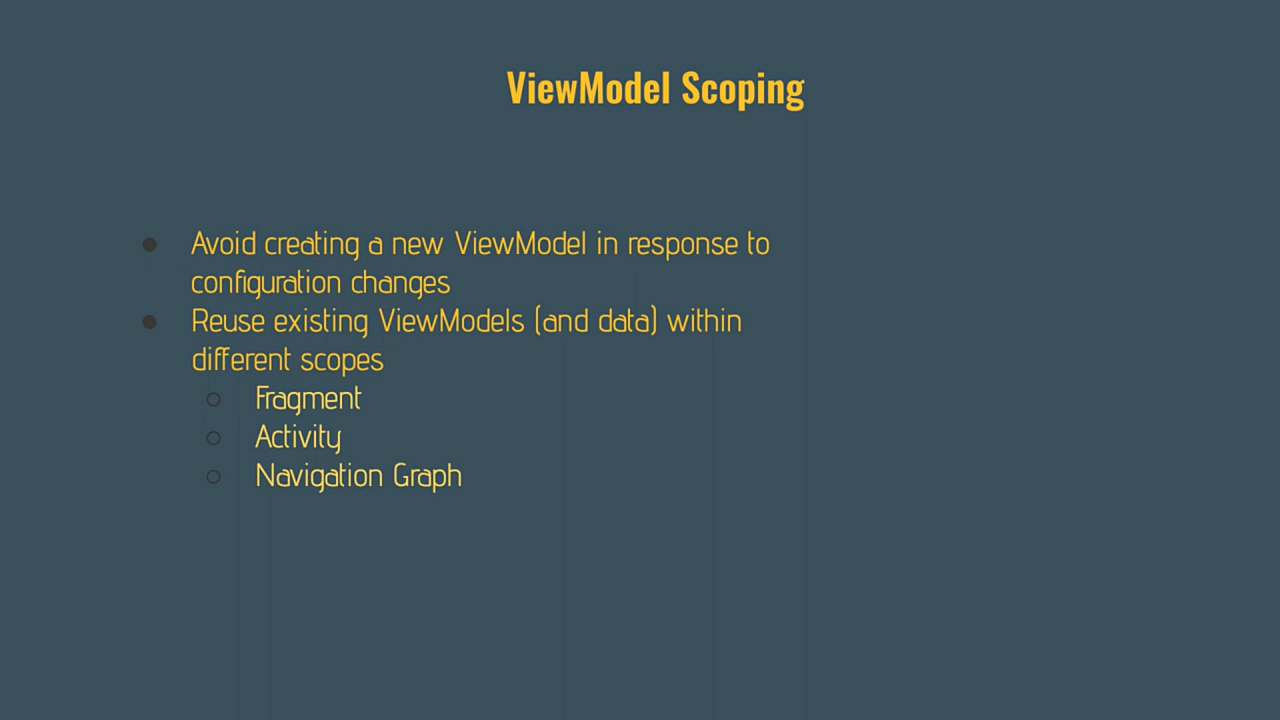 ViewModel Scoping
● Avoid creating a new ViewModel in response to
configuration changes
● Reuse existing ViewModels (and data) within
different scopes
○ Fragment
○ Activity
○ Navigation Graph